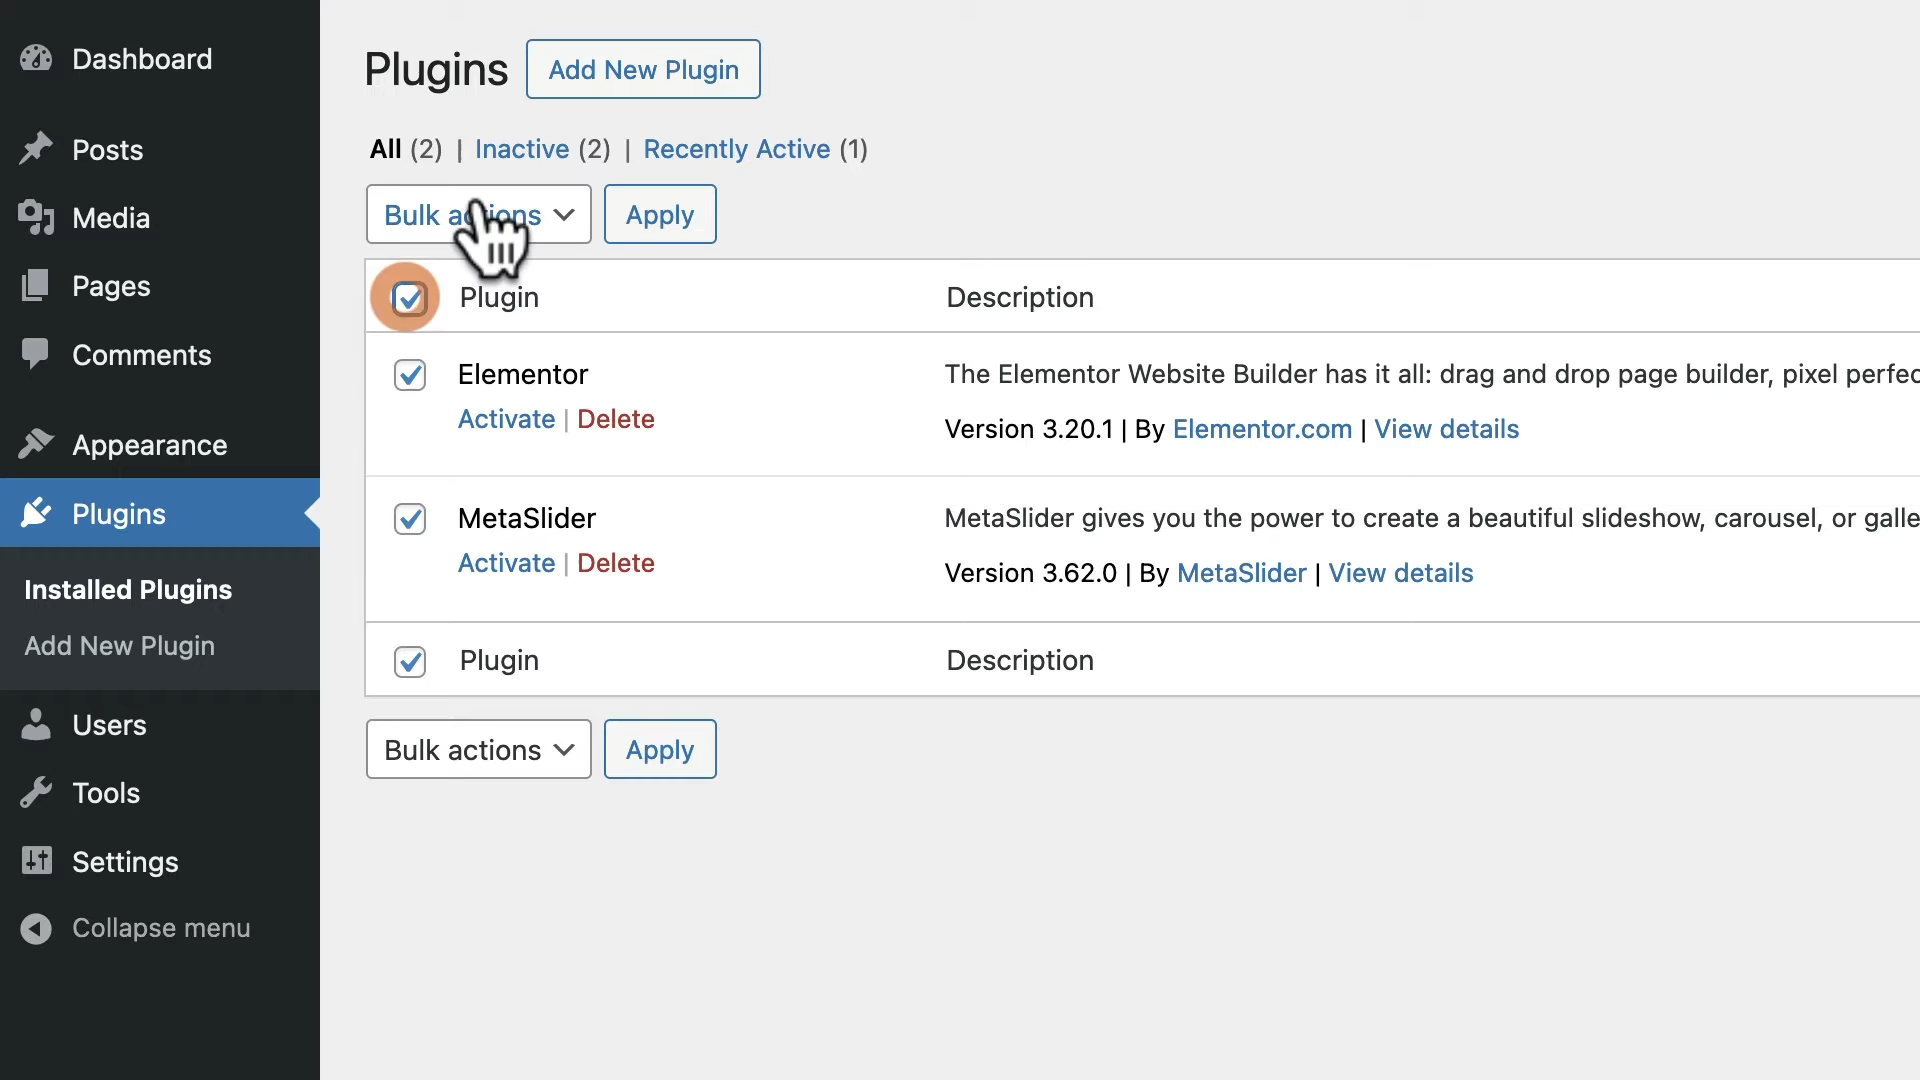 Dashboard
Posts
Media
Pages
Comments
Appearance
Plugins
Installed Plugins
Add New Plugin
Users
Tools
Settings
Collapse menu
Plugins Add New Plugin
All (2) | Inactive (2) | Recently Active (1)
Bulk actions Apply
Plugin Description
Elementor The Elementor Website Builder has it all: drag and drop page builder, pixel perfec
Activate | Delete Version 3.20.1 | By Elementor.com | View details
MetaSlider MetaSlider gives you the power to create a beautiful slideshow, carousel, or galle
Activate | Delete Version 3.62.0 | By MetaSlider | View details
Plugin Description
Bulk actions Apply